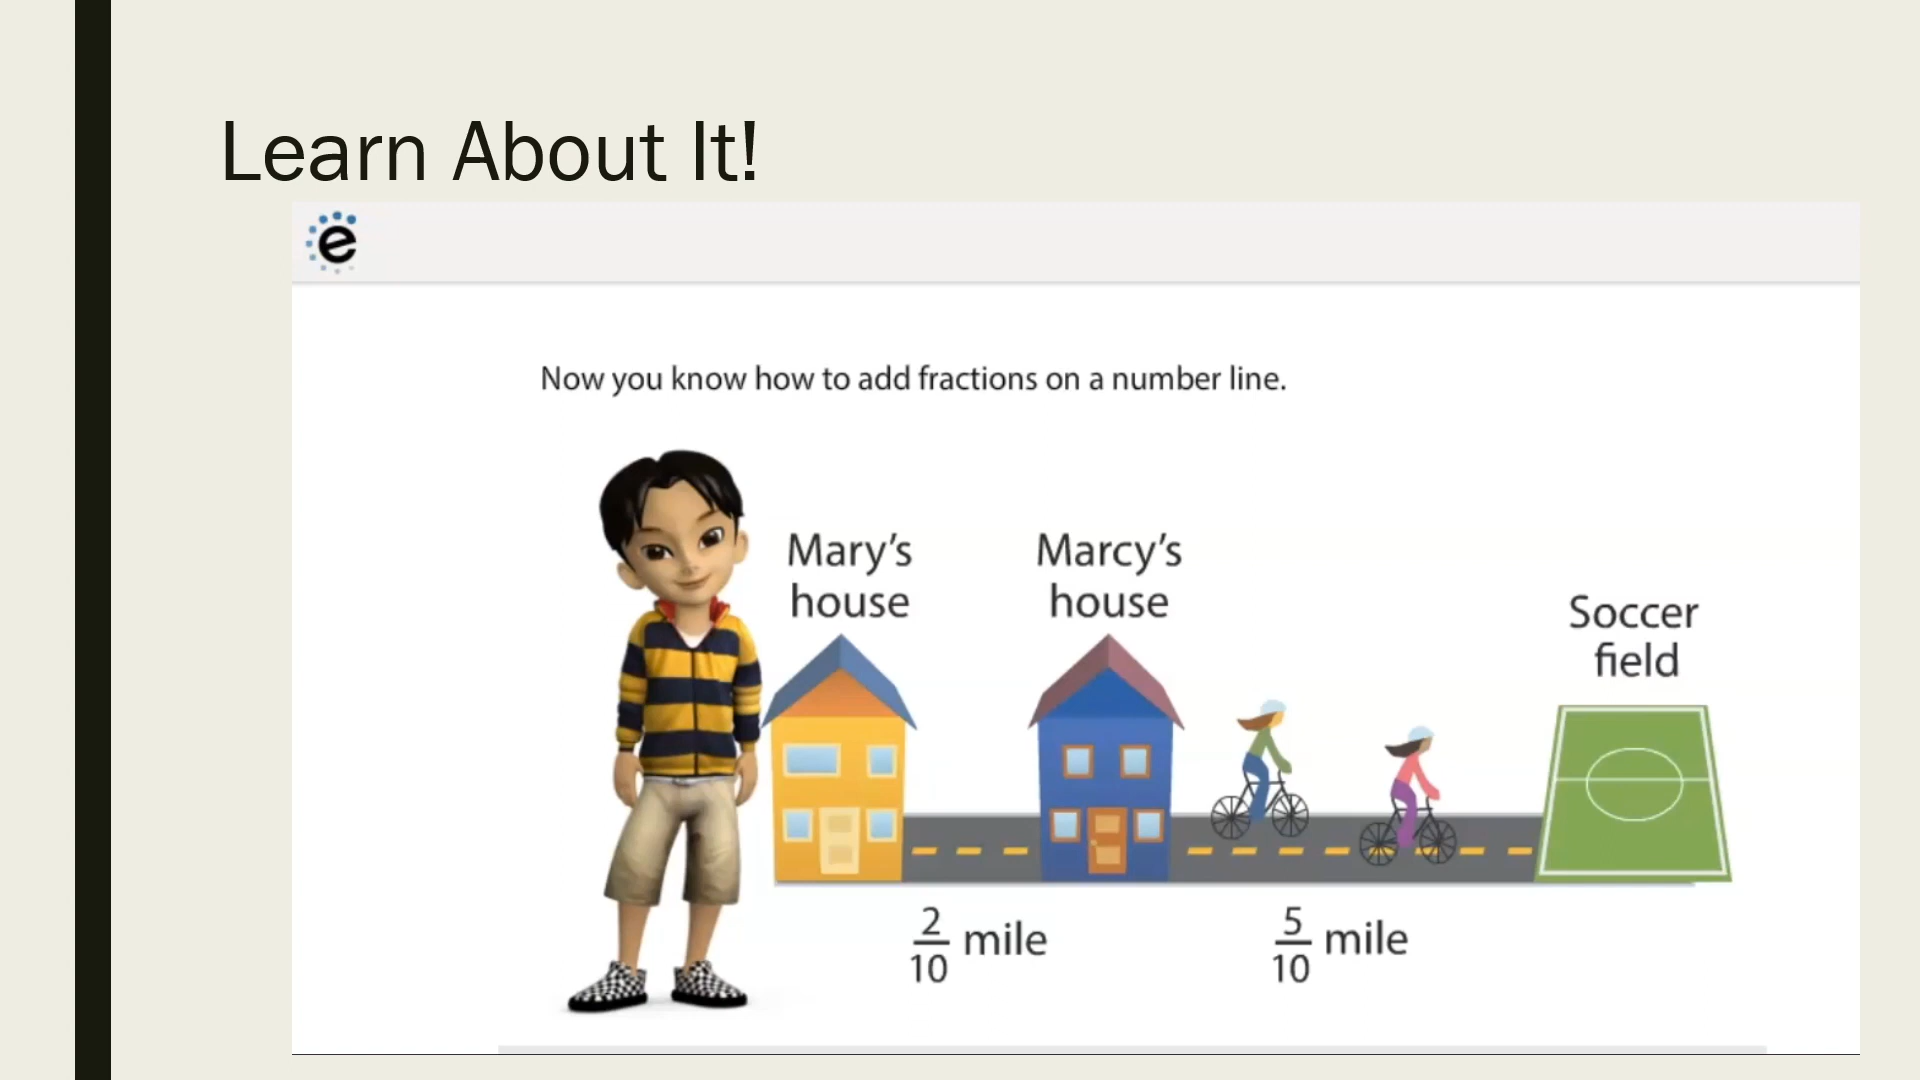 Learn About It!
e
Now you know how to add fractions on a number line.
Mary's
house
Marcy's
house
Soccer
field
2/10 mile
5/10 mile